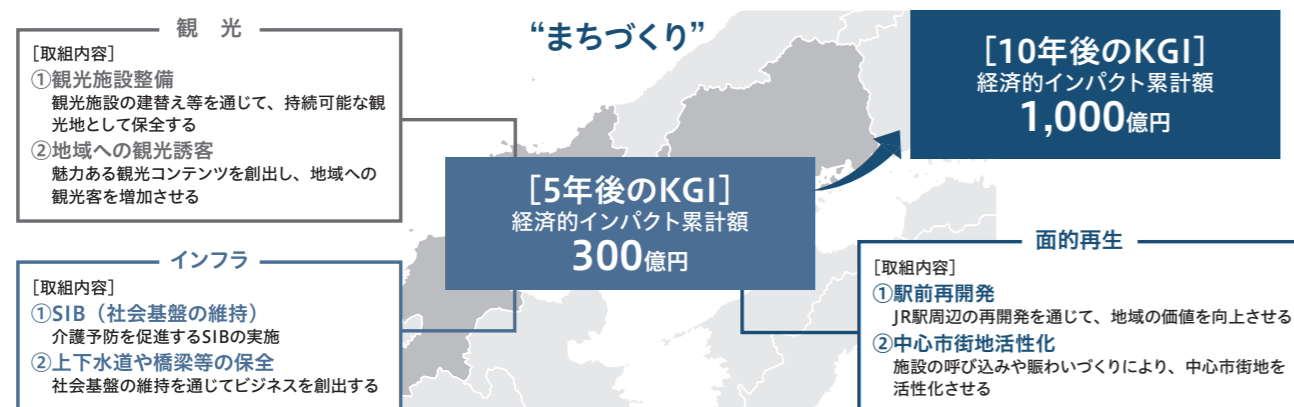 “まちづくり”
観 光
[取組内容]
①観光施設整備
観光施設の建替え等を通じて、持続可能な観
光地として保全する
②地域への観光誘客
魅力ある観光コンテンツを創出し、地域への
観光客を増加させる
[10年後のKGI]
経済的インパクト累計額
1,000億円
[5年後のKGI]
経済的インパクト累計額
300億円
インフラ
[取組内容]
①SIB（社会基盤の維持）
介護予防を促進するSIBの実施
②上下水道や橋梁等の保全
社会基盤の維持を通じてビジネスを創出する
面的再生
[取組内容]
①駅前再開発
JR駅周辺の再開発を通じて、地域の価値を向上させる
②中心市街地活性化
施設の呼び込みや賑わいづくりにより、中心市街地を
活性化させる